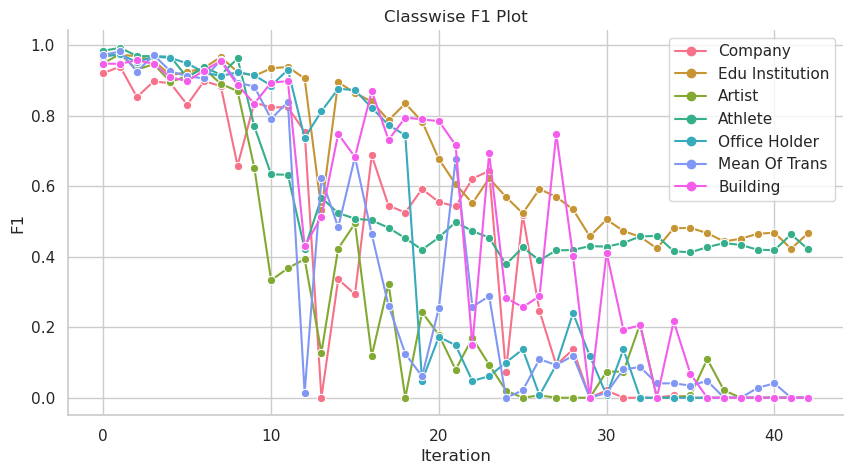 Classwise F1 Plot
1.0
0.8
0.6
0.4
0.2
0.0
F1
0
10
20
30
40
Iteration
Company
Edu Institution
Artist
Athlete
Office Holder
Mean Of Trans
Building